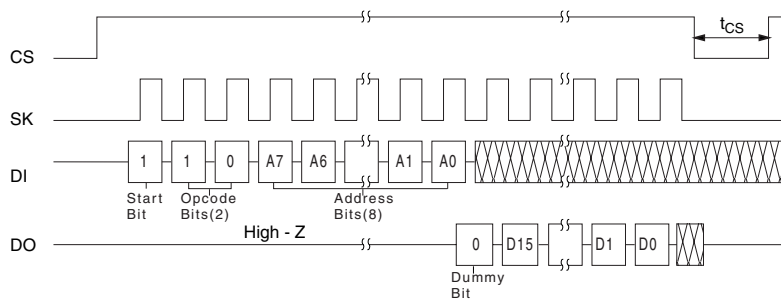 CS
tCS
SK
DI
1 1 0 A7 A6 A1 A0
Start Bit
Opcode Bits(2)
Address Bits(8)
High - Z
DO
0 D15 D1 D0
Dummy Bit